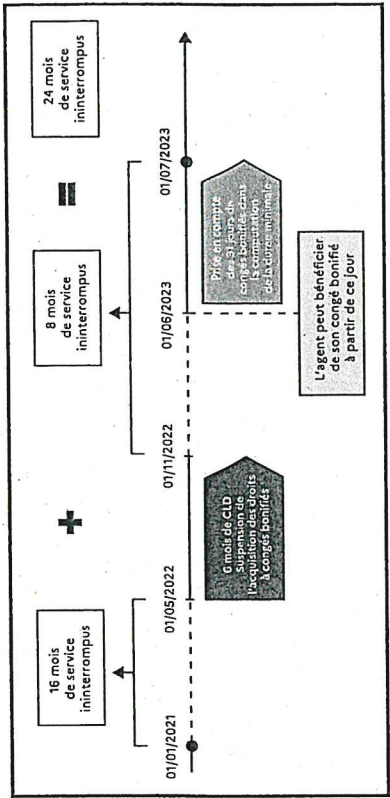 16 mois
de service
ininterrompus
+
8 mois
de service
ininterrompus
=
24 mois
de service
ininterrompus
01/01/2021
01/05/2022
01/11/2022
01/06/2023
01/07/2023
6 mois de CLD
Suspension de
l'acquisition des droits
à congés bonifiés
Prise en compte
des 31 jours de
congés bonifiés dans
la computation
de la durée minimale
L'agent peut bénéficier
de son congé bonifié
à partir de ce jour